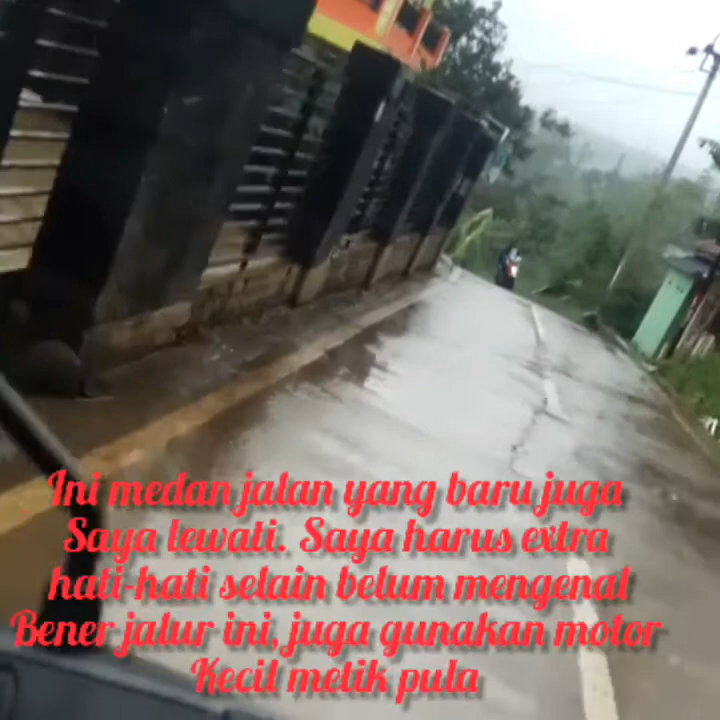 Ini medan jalan yang baru juga
Saya lewati. Saya harus extra
hati-hati selain belum mengenal
Bener jalur ini, juga gunakan motor
Kecil metik pula